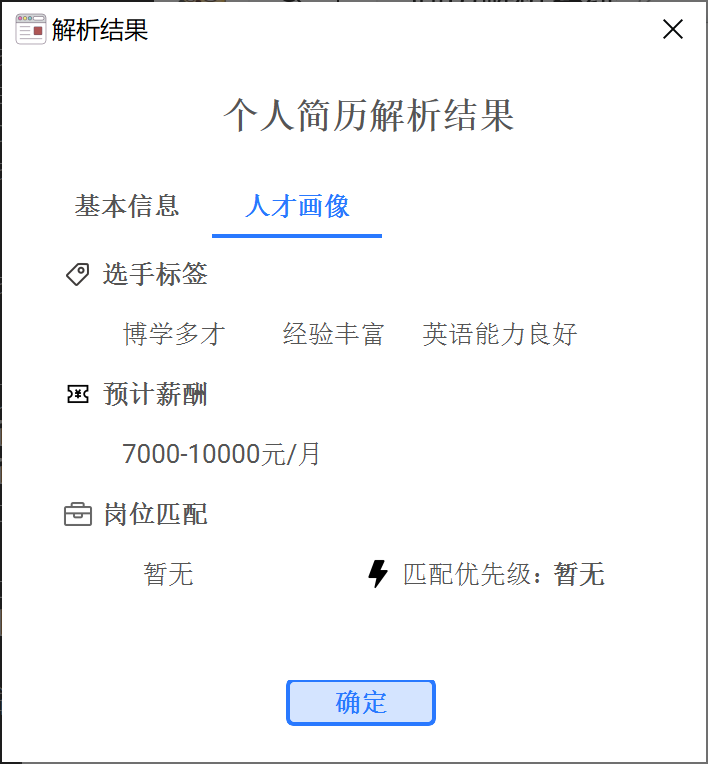 解析结果
个人简历解析结果
基本信息 人才画像
选手标签
博学多才 经验丰富 英语能力良好
预计薪酬
7000-10000元/月
岗位匹配
暂无 匹配优先级：暂无
确定